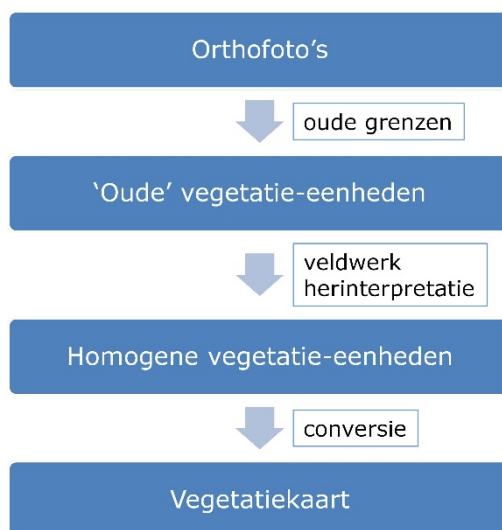 Orthofoto’s
oude grenzen
‘Oude’ vegetatie-eenheden
veldwerk
herinterpretatie
Homogene vegetatie-eenheden
conversie
Vegetatiekaart